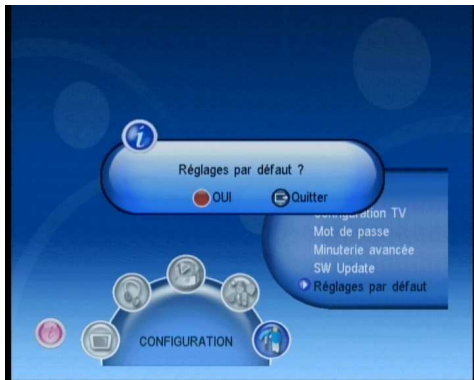 Réglages par défaut ?
OUI Quitter
Configuration TV
Mot de passe
Minuterie avancée
SW Update
Réglages par défaut
CONFIGURATION